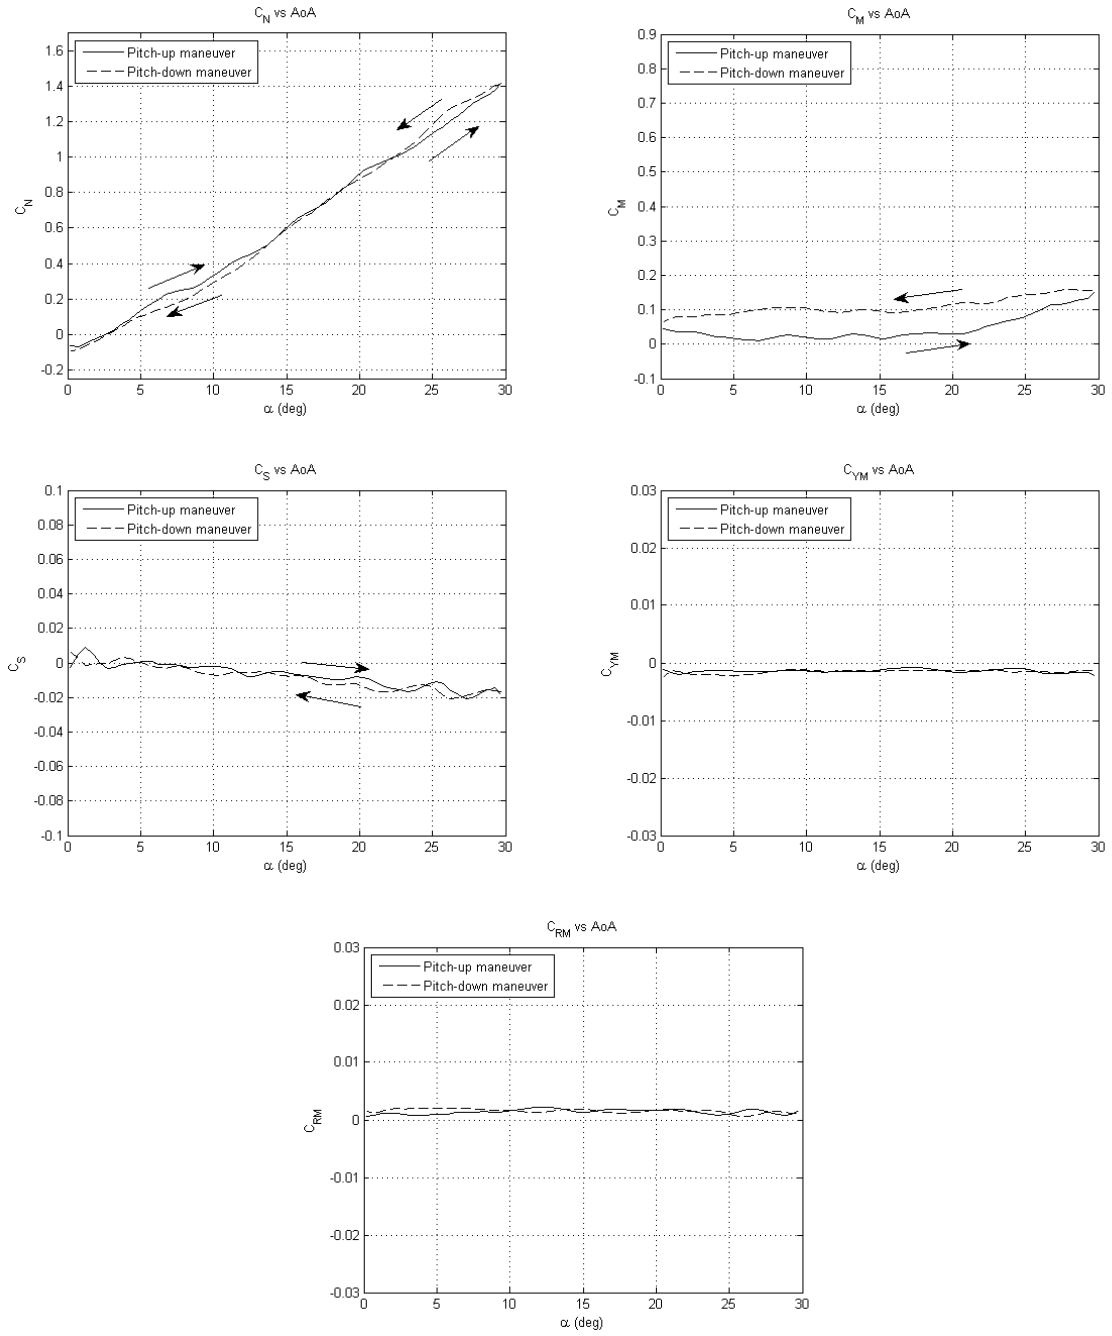 C_N vs AoA
Pitch-up maneuver
Pitch-down maneuver
1.6
1.4
1.2
1
0.8
0.6
0.4
0.2
0
-0.2
C_N
0 5 10 15 20 25 30
α (deg)
C_M vs AoA
Pitch-up maneuver
Pitch-down maneuver
0.9
0.8
0.7
0.6
0.5
0.4
0.3
0.2
0.1
0
-0.1
C_M
0 5 10 15 20 25 30
α (deg)
C_S vs AoA
Pitch-up maneuver
Pitch-down maneuver
0.1
0.08
0.06
0.04
0.02
0
-0.02
-0.04
-0.06
-0.08
-0.1
C_S
0 5 10 15 20 25 30
α (deg)
C_YM vs AoA
Pitch-up maneuver
Pitch-down maneuver
0.03
0.02
0.01
0
-0.01
-0.02
-0.03
C_YM
0 5 10 15 20 25 30
α (deg)
C_RM vs AoA
Pitch-up maneuver
Pitch-down maneuver
0.03
0.02
0.01
0
-0.01
-0.02
-0.03
C_RM
0 5 10 15 20 25 30
α (deg)